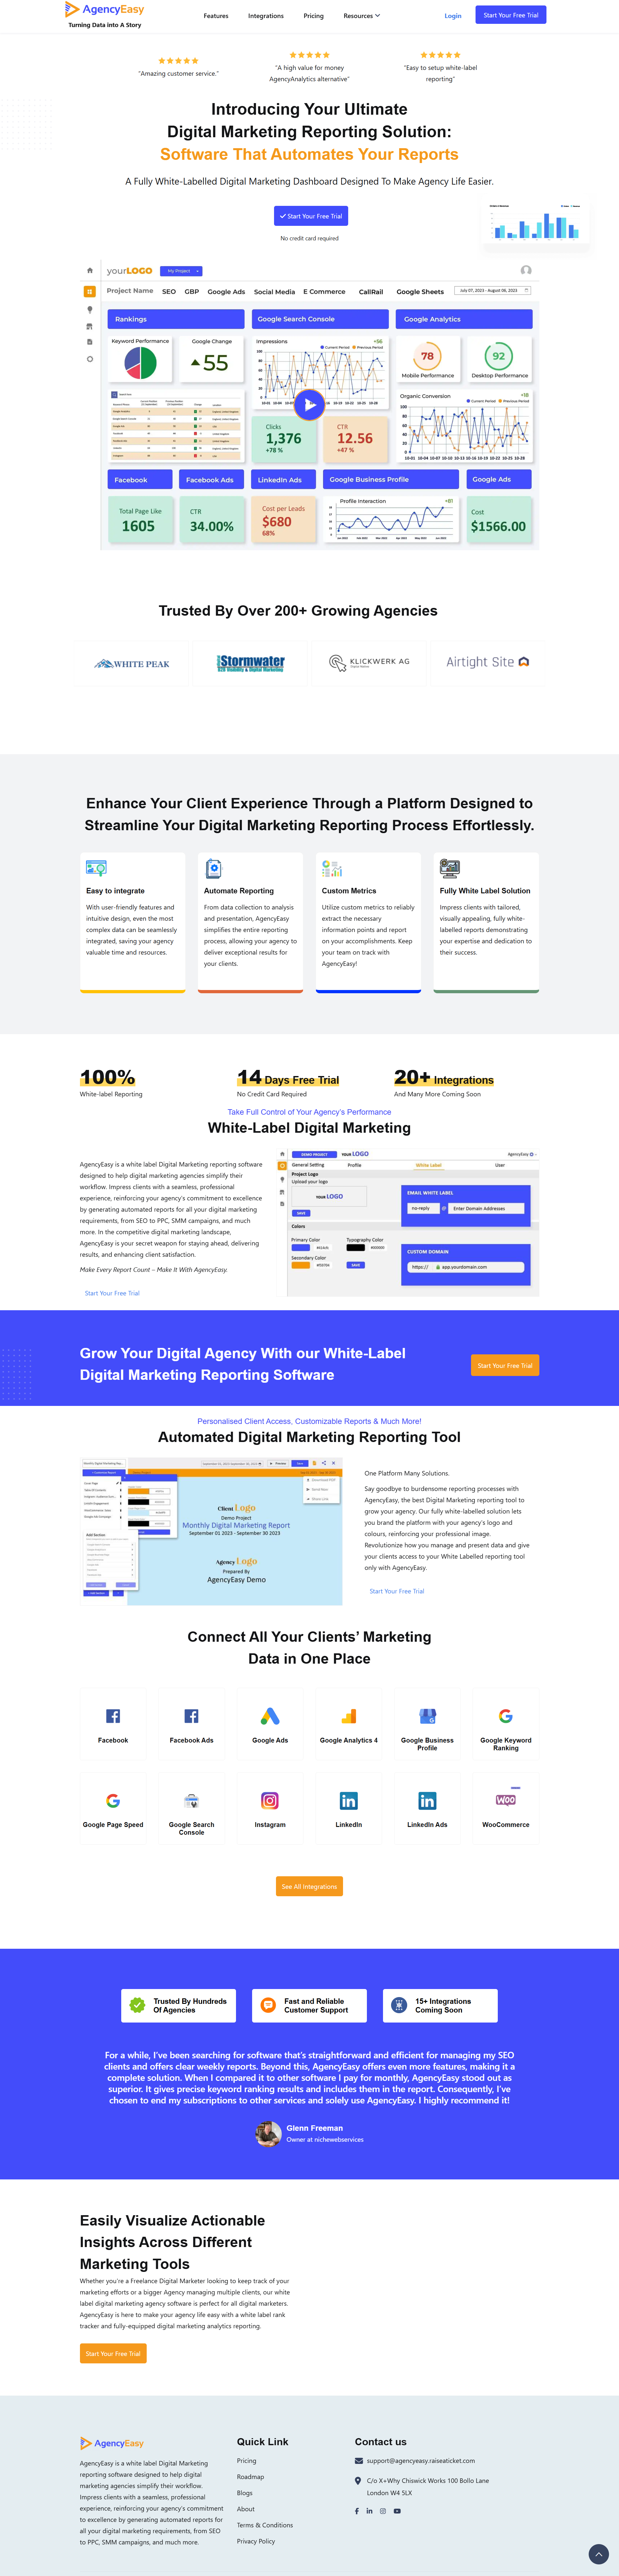 AgencyEasy
Turning Data into A Story
Features
Integrations
Pricing
Resources
Login
Start Your Free Trial
"Amazing customer service."
"A high value for money
AgencyAnalytics alternative"
"Easy to setup white-label
reporting"
Introducing Your Ultimate
Digital Marketing Reporting Solution:
Software That Automates Your Reports
A Fully White-Labelled Digital Marketing Dashboard Designed To Make Agency Life Easier.
Start Your Free Trial
No credit card required
yourLOGO
My Project
Project Name
SEO
GBP
Google Ads
Social Media
E Commerce
CallRail
Google Sheets
July 07, 2023 - August 06, 2023
Rankings
Google Search Console
Google Analytics
Keyword Performance
Google Change
55
Impressions
+56
Current Period
Previous Period
78
Mobile Performance
92
Desktop Performance
Organic Conversion
+18
Current Period
Previous Period
Clicks
1,376
+78 %
CTR
12.56
+47 %
Facebook
Facebook Ads
LinkedIn Ads
Google Business Profile
Google Ads
Total Page Like
1605
CTR
34.00%
Cost per Leads
$680
68%
Profile Interaction
+81
Cost
$1566.00
Trusted By Over 200+ Growing Agencies
WHITE PEAK
Stormwater
KLICKWERK AG
Airtight Site
Enhance Your Client Experience Through a Platform Designed to
Streamline Your Digital Marketing Reporting Process Effortlessly.
Easy to integrate
With user-friendly features and
intuitive design, even the most
complex data can be seamlessly
integrated, saving your agency
valuable time and resources.
Automate Reporting
From data collection to analysis
and presentation, AgencyEasy
simplifies the entire reporting
process, allowing your agency to
deliver exceptional results for
your clients.
Custom Metrics
Utilize custom metrics to reliably
extract the necessary
information points and report
on your accomplishments. Keep
your team on track with
AgencyEasy!
Fully White Label Solution
Impress clients with tailored,
visually appealing, fully white-
labelled reports demonstrating
your expertise and dedication to
their success.
100%
White-label Reporting
14 Days Free Trial
No Credit Card Required
20+ Integrations
And Many More Coming Soon
Take Full Control of Your Agency's Performance
White-Label Digital Marketing
AgencyEasy is a white label Digital Marketing reporting software
designed to help digital marketing agencies simplify their
workflow. Impress clients with a seamless, professional
experience, reinforcing your agency's commitment to excellence
by generating automated reports for all your digital marketing
requirements, from SEO to PPC, SMM campaigns, and much
more. In the competitive digital marketing landscape,
AgencyEasy is your secret weapon for staying ahead, delivering
results, and enhancing client satisfaction.
Make Every Report Count – Make It With AgencyEasy.
Start Your Free Trial
DEMO PROJECT
YOUR LOGO
AgencyEasy
General Setting
Profile
White Label
User
Project Logo
Upload your logo
YOUR LOGO
SAVE
Colors
Primary Color
Typography Color
#000000
Secondary Color
SAVE
EMAIL WHITE LABEL
no-reply
@
Enter Domain Addresses
CUSTOM DOMAIN
https://
app.yourdomain.com
Grow Your Digital Agency With our White-Label
Digital Marketing Reporting Software
Start Your Free Trial
Personalised Client Access, Customizable Reports & Much More!
Automated Digital Marketing Reporting Tool
Client Logo
Demo Project
Monthly Digital Marketing Report
September 01 2023 - September 30 2023
Agency Logo
Prepared By
AgencyEasy Demo
Add Section
One Platform Many Solutions.
Say goodbye to burdensome reporting processes with
AgencyEasy, the best Digital Marketing reporting tool to
grow your agency. Our fully white-labelled solution lets
you brand the platform with your agency's logo and
colours, reinforcing your professional image.
Revolutionize how you manage and present data and give
your clients access to your White Labelled reporting tool
only with AgencyEasy.
Start Your Free Trial
Connect All Your Clients' Marketing
Data in One Place
Facebook
Facebook Ads
Google Ads
Google Analytics 4
Google Business
Profile
Google Keyword
Ranking
Google Page Speed
Google Search
Console
Instagram
LinkedIn
LinkedIn Ads
WOO
WooCommerce
See All Integrations
Trusted By Hundreds
Of Agencies
Fast and Reliable
Customer Support
15+ Integrations
Coming Soon
For a while, I've been searching for software that's straightforward and efficient for managing my SEO
clients and offers clear weekly reports. Beyond this, AgencyEasy offers even more features, making it a
complete solution. When I compared it to other software I pay for monthly, AgencyEasy stood out as
superior. It gives precise keyword ranking results and includes them in the report. Consequently, I've
chosen to end my subscriptions to other services and solely use AgencyEasy. I highly recommend it!
Glenn Freeman
Owner at nichewebservices
Easily Visualize Actionable
Insights Across Different
Marketing Tools
Whether you're a Freelance Digital Marketer looking to keep track of your
marketing efforts or a bigger Agency managing multiple clients, our white
label digital marketing agency software is perfect for all digital marketers.
AgencyEasy is here to make your agency life easy with a white label rank
tracker and fully-equipped digital marketing analytics reporting.
Start Your Free Trial
AgencyEasy
AgencyEasy is a white label Digital Marketing
reporting software designed to help digital
marketing agencies simplify their workflow.
Impress clients with a seamless, professional
experience, reinforcing your agency's commitment
to excellence by generating automated reports for
all your digital marketing requirements, from SEO
to PPC, SMM campaigns, and much more.
Quick Link
Pricing
Roadmap
Blogs
About
Terms & Conditions
Privacy Policy
Contact us
support@agencyeasy.raiseaticket.com
C/o X+Why Chiswick Works 100 Bollo Lane
London W4 5LX